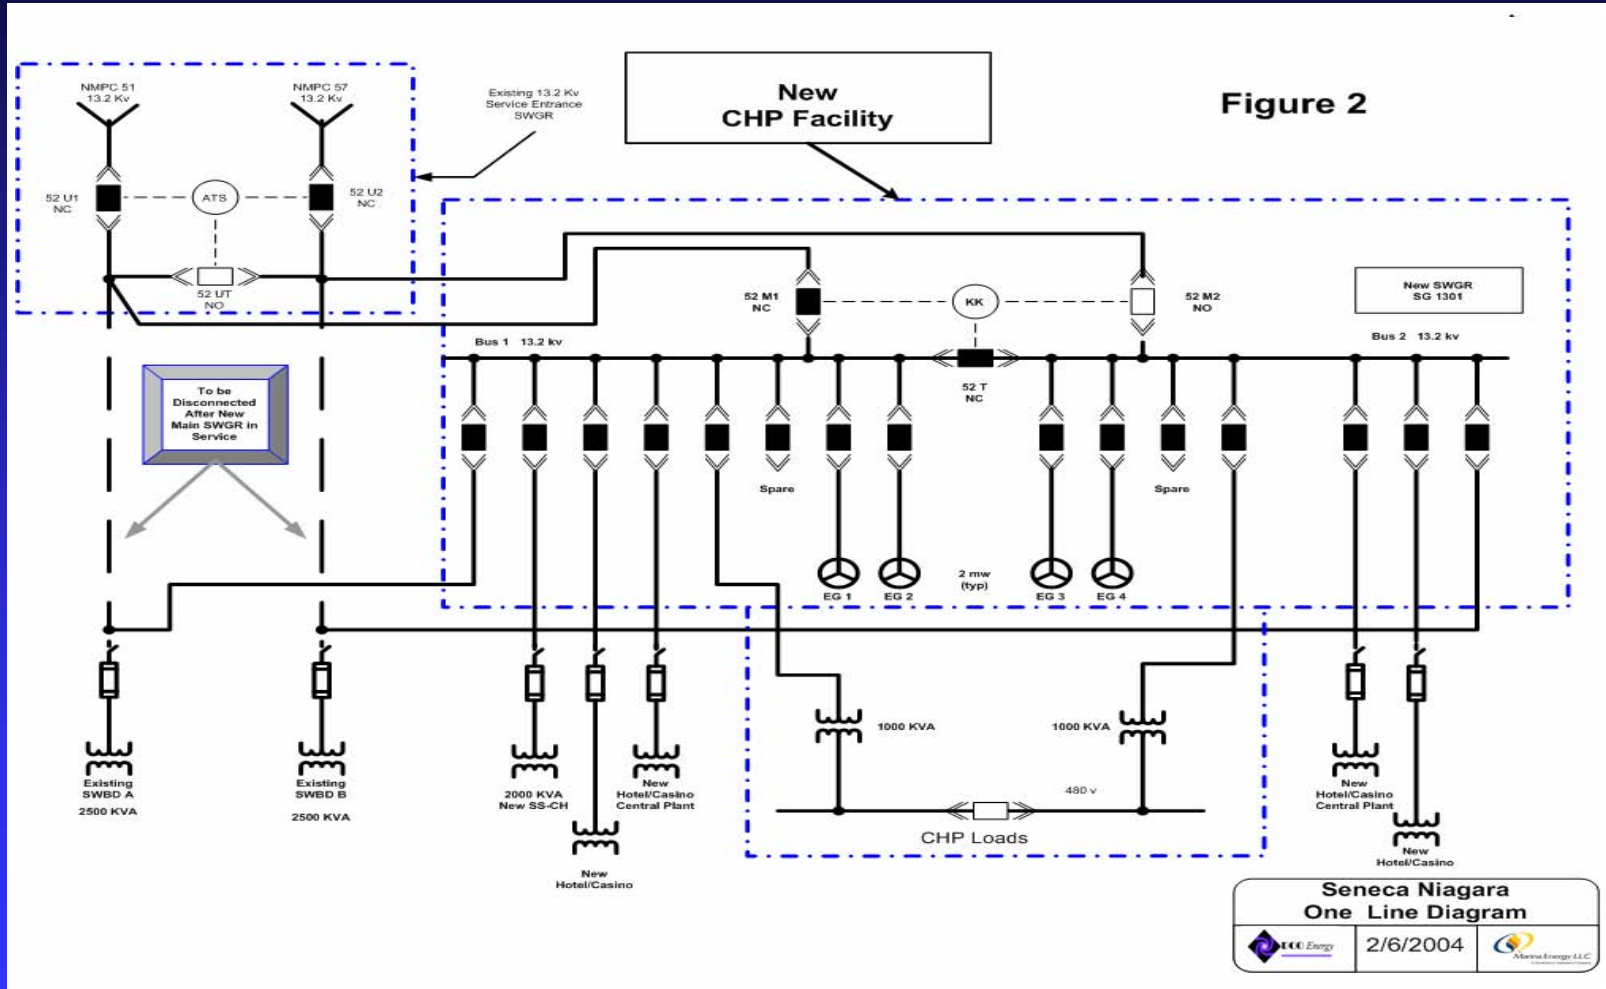 Figure 2
New
CHP Facility
NMPC 51
13.2 Kv
NMPC 57
13.2 Kv
Existing 13.2 Kv
Service Entrance
SWGR
52 U1
NC
ATS
52 U2
NC
52 UT
NO
52 M1
NC
KK
52 M2
NO
New SWGR
SG 1301
Bus 1 13.2 kv
Bus 2 13.2 kv
52 T
NC
To be
Disconnected
After New
Main SWGR in
Service
Spare
Spare
EG 1
EG 2
2 mw
(typ)
EG 3
EG 4
1000 KVA
1000 KVA
480 v
CHP Loads
Existing
SWBD A
2500 KVA
Existing
SWBD B
2500 KVA
2000 KVA
New SS-CH
New
Hotel/Casino
New
Hotel/Casino
Central Plant
New
Hotel/Casino
Central Plant
New
Hotel/Casino
Seneca Niagara
One Line Diagram
DCO Energy
2/6/2004
Marina Energy LLC